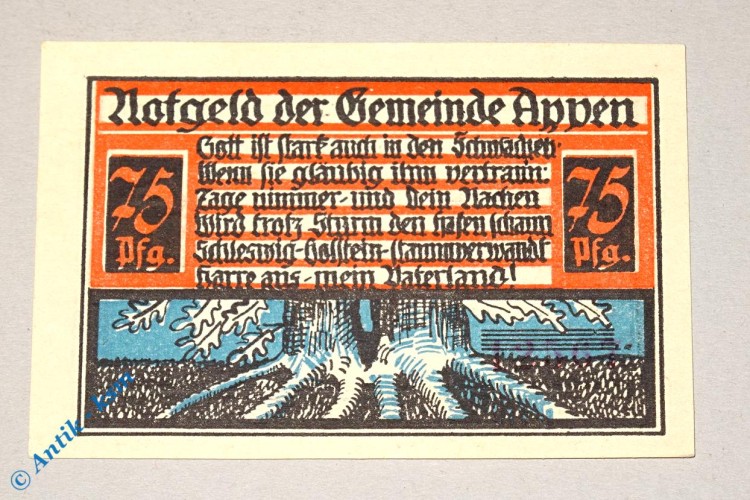 Notgeld der Gemeinde Appen
75
Pfg.
Gott ist stark auch in den Schwachen.
Wenn sie gläubig ihm vertraun:
Zage nimmer - und dein Nachen
Wird trotz Sturm den Hafen schaun
Schleswig-Holstein-stammverwandt
Harre aus - mein Vaterland!
75
Pfg.
© Antik-